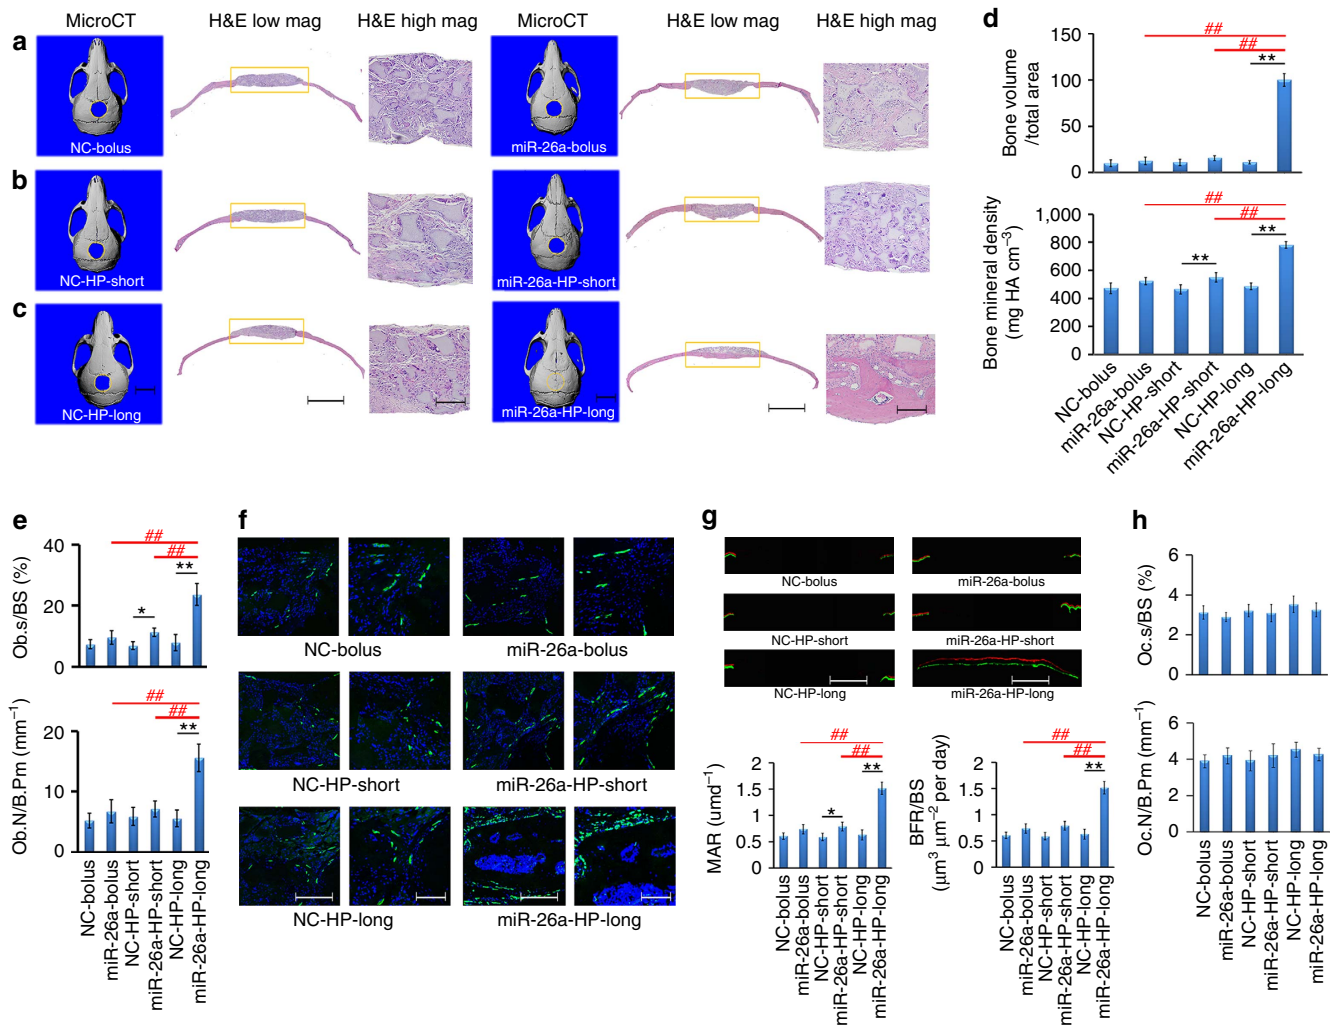 MicroCT H&E low mag H&E high mag MicroCT H&E low mag H&E high mag
a
NC-bolus
miR-26a-bolus
b
NC-HP-short
miR-26a-HP-short
c
NC-HP-long
miR-26a-HP-long
d
##
##
**
Bone volume
/total area
150
100
50
0
##
##
**
**
Bone mineral density
(mg HA cm⁻³)
1,000
800
600
400
200
0
NC-bolus
miR-26a-bolus
NC-HP-short
miR-26a-HP-short
NC-HP-long
miR-26a-HP-long
e
##
##
**
*
Ob.s/BS (%)
40
20
10
0
##
##
**
Ob.N/B.Pm (mm⁻¹)
20
10
0
NC-bolus
miR-26a-bolus
NC-HP-short
miR-26a-HP-short
NC-HP-long
miR-26a-HP-long
f
NC-bolus
miR-26a-bolus
NC-HP-short
miR-26a-HP-short
NC-HP-long
miR-26a-HP-long
g
NC-bolus
miR-26a-bolus
NC-HP-short
miR-26a-HP-short
NC-HP-long
miR-26a-HP-long
##
##
**
*
MAR (umd⁻¹)
2
1.5
1
0.5
0
NC-bolus
miR-26a-bolus
NC-HP-short
miR-26a-HP-short
NC-HP-long
miR-26a-HP-long
##
##
**
BFR/BS
(µm³ µm⁻² per day)
2
1.5
1
0.5
0
NC-bolus
miR-26a-bolus
NC-HP-short
miR-26a-HP-short
NC-HP-long
miR-26a-HP-long
h
Oc.s/BS (%)
6
4
2
0
Oc.N/B.Pm (mm⁻¹)
6
4
2
0
NC-bolus
miR-26a-bolus
NC-HP-short
miR-26a-HP-short
NC-HP-long
miR-26a-HP-long